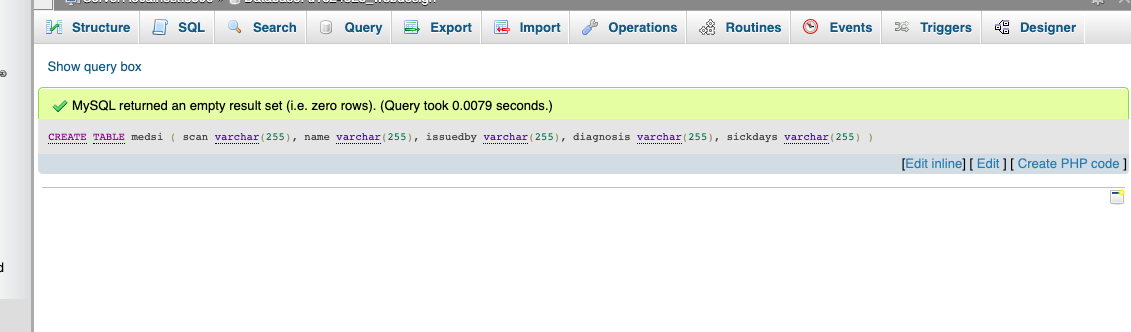 Structure SQL Search Query Export Import Operations Routines Events Triggers Designer
Show query box
MySQL returned an empty result set (i.e. zero rows). (Query took 0.0079 seconds.)
CREATE TABLE medsi ( scan varchar(255), name varchar(255), issuedby varchar(255), diagnosis varchar(255), sickdays varchar(255) )
[Edit inline] [ Edit ] [ Create PHP code ]